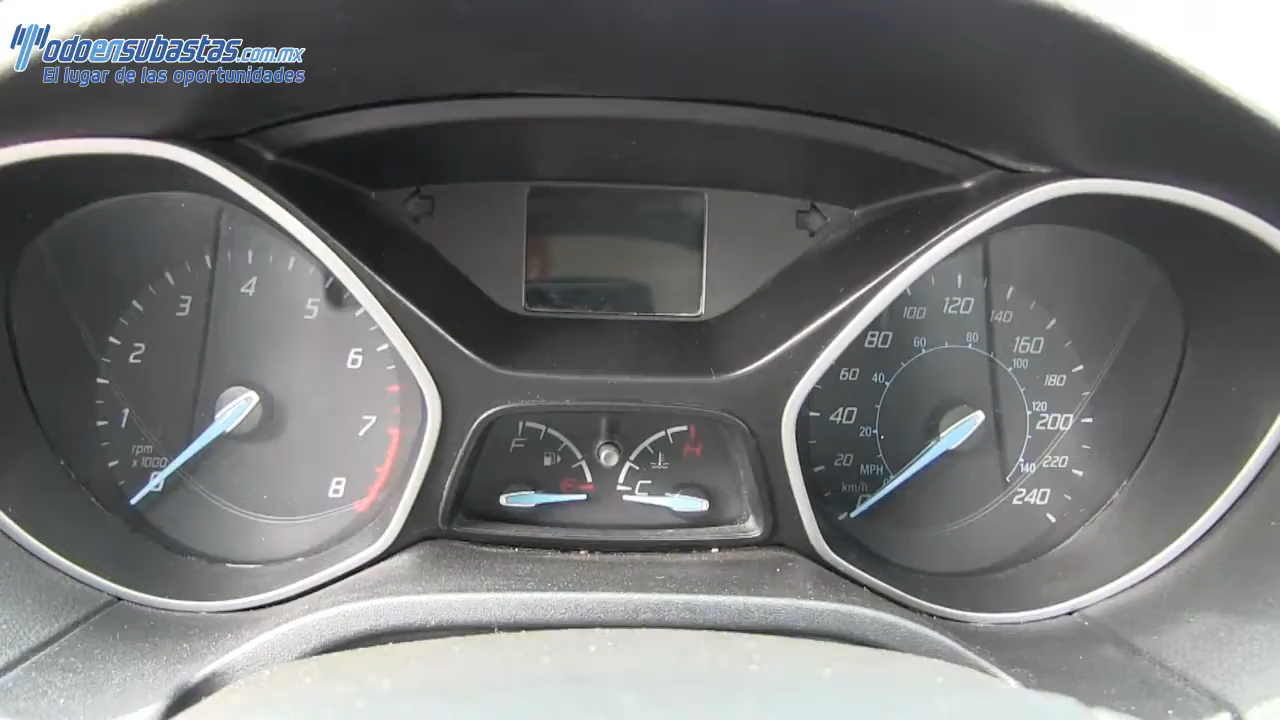 Todoensubastas.com.mx
El lugar de las oportunidades
1
2
3
4
5
6
7
8
rpm
x 1000
F
E
C
H
0
20
40
60
80
100
120
140
160
180
200
220
240
20
40
60
80
100
120
140
MPH
km/h